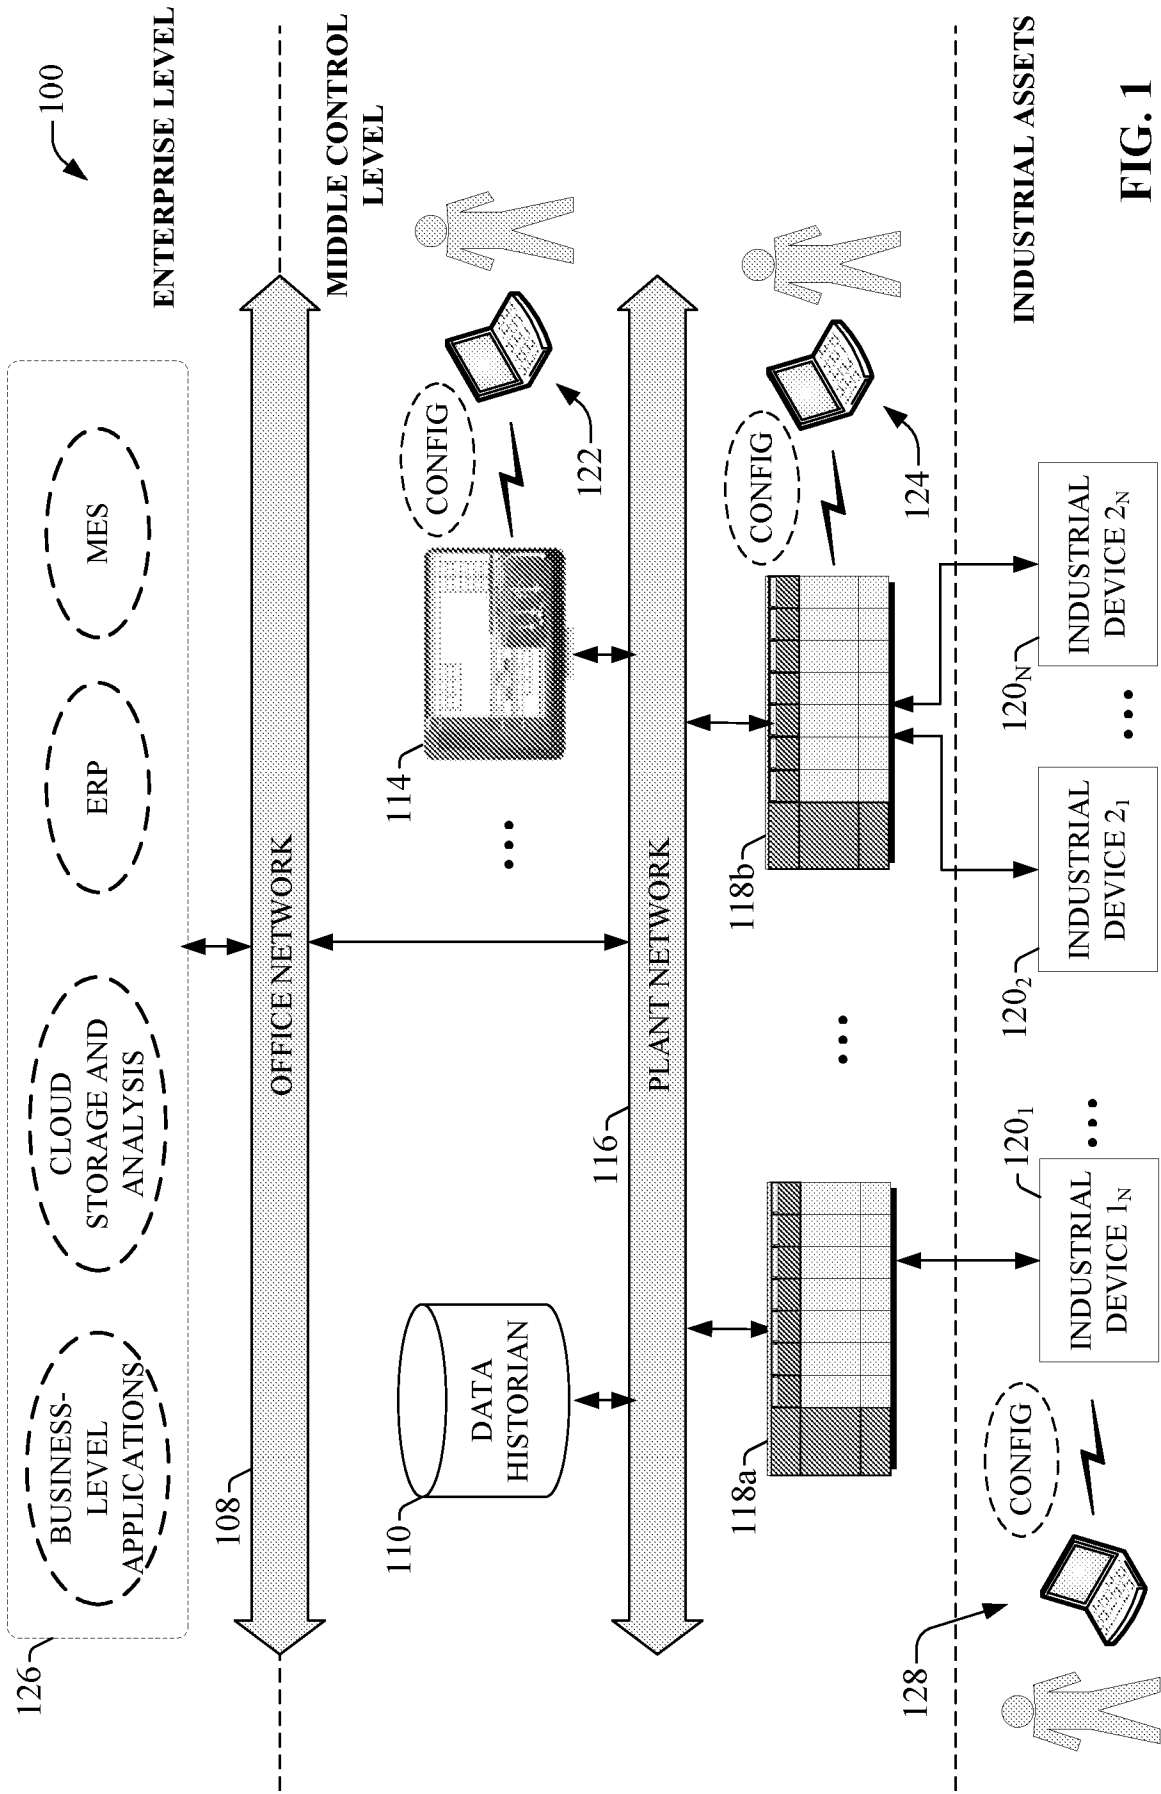 100
ENTERPRISE LEVEL
126
BUSINESS-
LEVEL
APPLICATIONS
CLOUD
STORAGE AND
ANALYSIS
ERP
MES
108
OFFICE NETWORK
MIDDLE CONTROL
LEVEL
110
DATA
HISTORIAN
114
CONFIG
122
116
PLANT NETWORK
118a
118b
CONFIG
124
INDUSTRIAL ASSETS
128
CONFIG
INDUSTRIAL
DEVICE 1N
1201
INDUSTRIAL
DEVICE 21
1202
INDUSTRIAL
DEVICE 2N
120N
FIG. 1